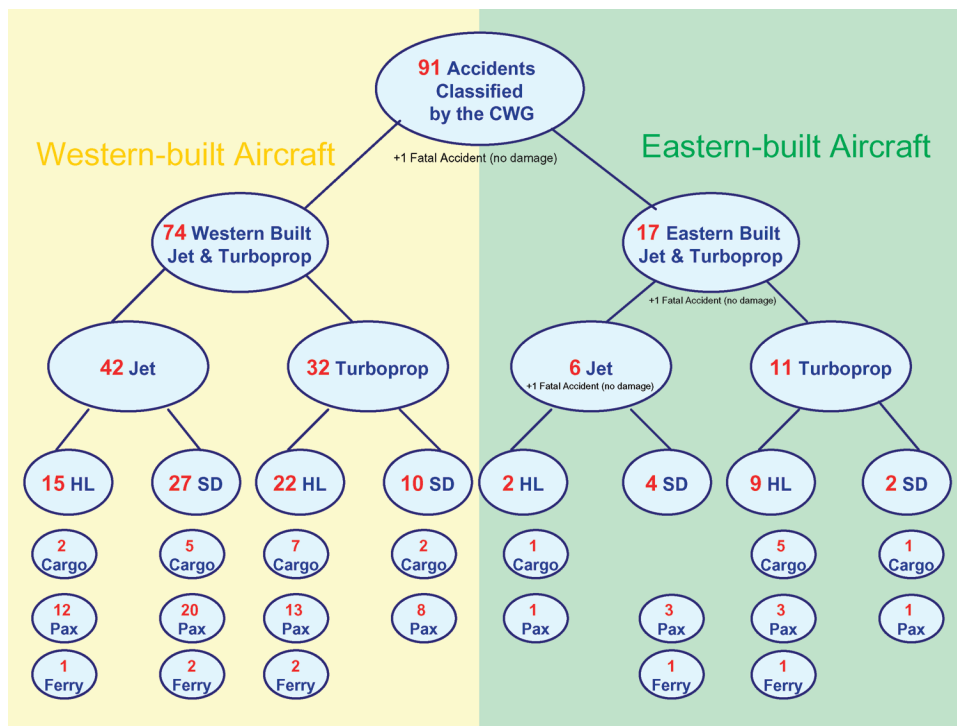 91 Accidents
Classified
by the CWG
Western-built Aircraft
Eastern-built Aircraft
+1 Fatal Accident (no damage)
74 Western Built
Jet & Turboprop
17 Eastern Built
Jet & Turboprop
+1 Fatal Accident (no damage)
42 Jet
32 Turboprop
6 Jet
+1 Fatal Accident (no damage)
11 Turboprop
15 HL
27 SD
22 HL
10 SD
2 HL
4 SD
9 HL
2 SD
2
Cargo
5
Cargo
7
Cargo
2
Cargo
1
Cargo
5
Cargo
1
Cargo
12
Pax
20
Pax
13
Pax
8
Pax
1
Pax
3
Pax
3
Pax
1
Pax
1
Ferry
2
Ferry
2
Ferry
1
Ferry
1
Ferry